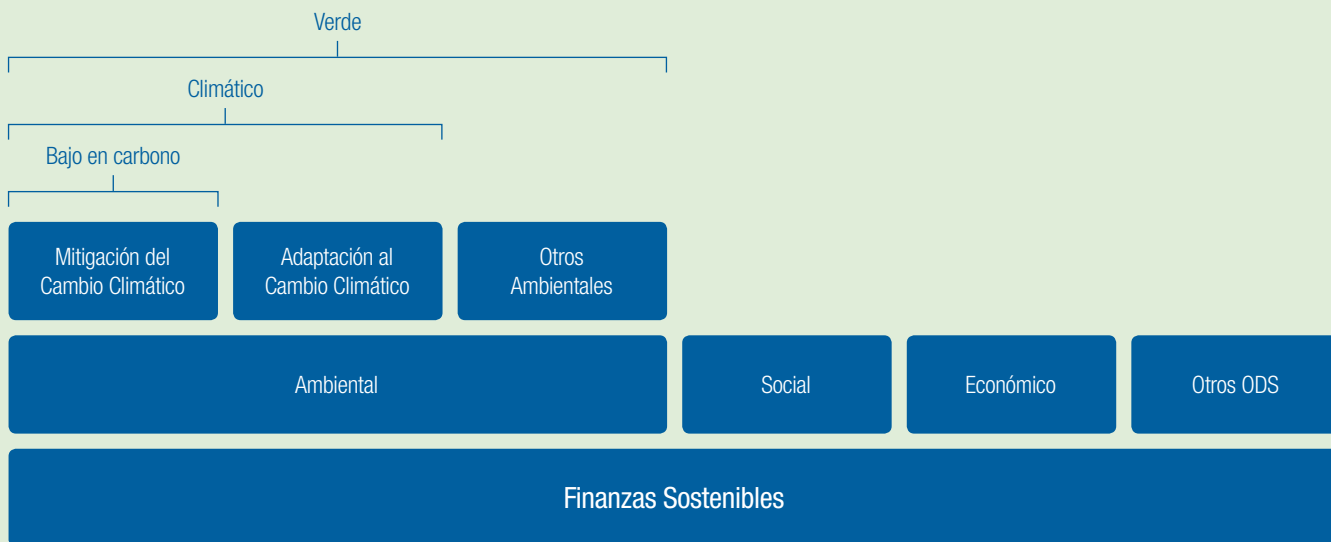 Verde
Climático
Bajo en carbono
Mitigación del
Cambio Climático
Adaptación al
Cambio Climático
Otros
Ambientales
Ambiental
Social
Económico
Otros ODS
Finanzas Sostenibles